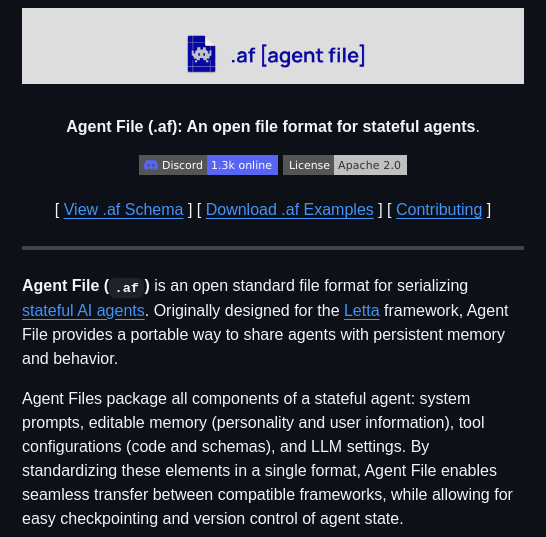 .af [agent file]
Agent File (.af): An open file format for stateful agents.
Discord 1.3k online License Apache 2.0
[ View .af Schema ] [ Download .af Examples ] [ Contributing ]
Agent File (.af) is an open standard file format for serializing
stateful AI agents. Originally designed for the Letta framework, Agent
File provides a portable way to share agents with persistent memory
and behavior.
Agent Files package all components of a stateful agent: system
prompts, editable memory (personality and user information), tool
configurations (code and schemas), and LLM settings. By
standardizing these elements in a single format, Agent File enables
seamless transfer between compatible frameworks, while allowing for
easy checkpointing and version control of agent state.